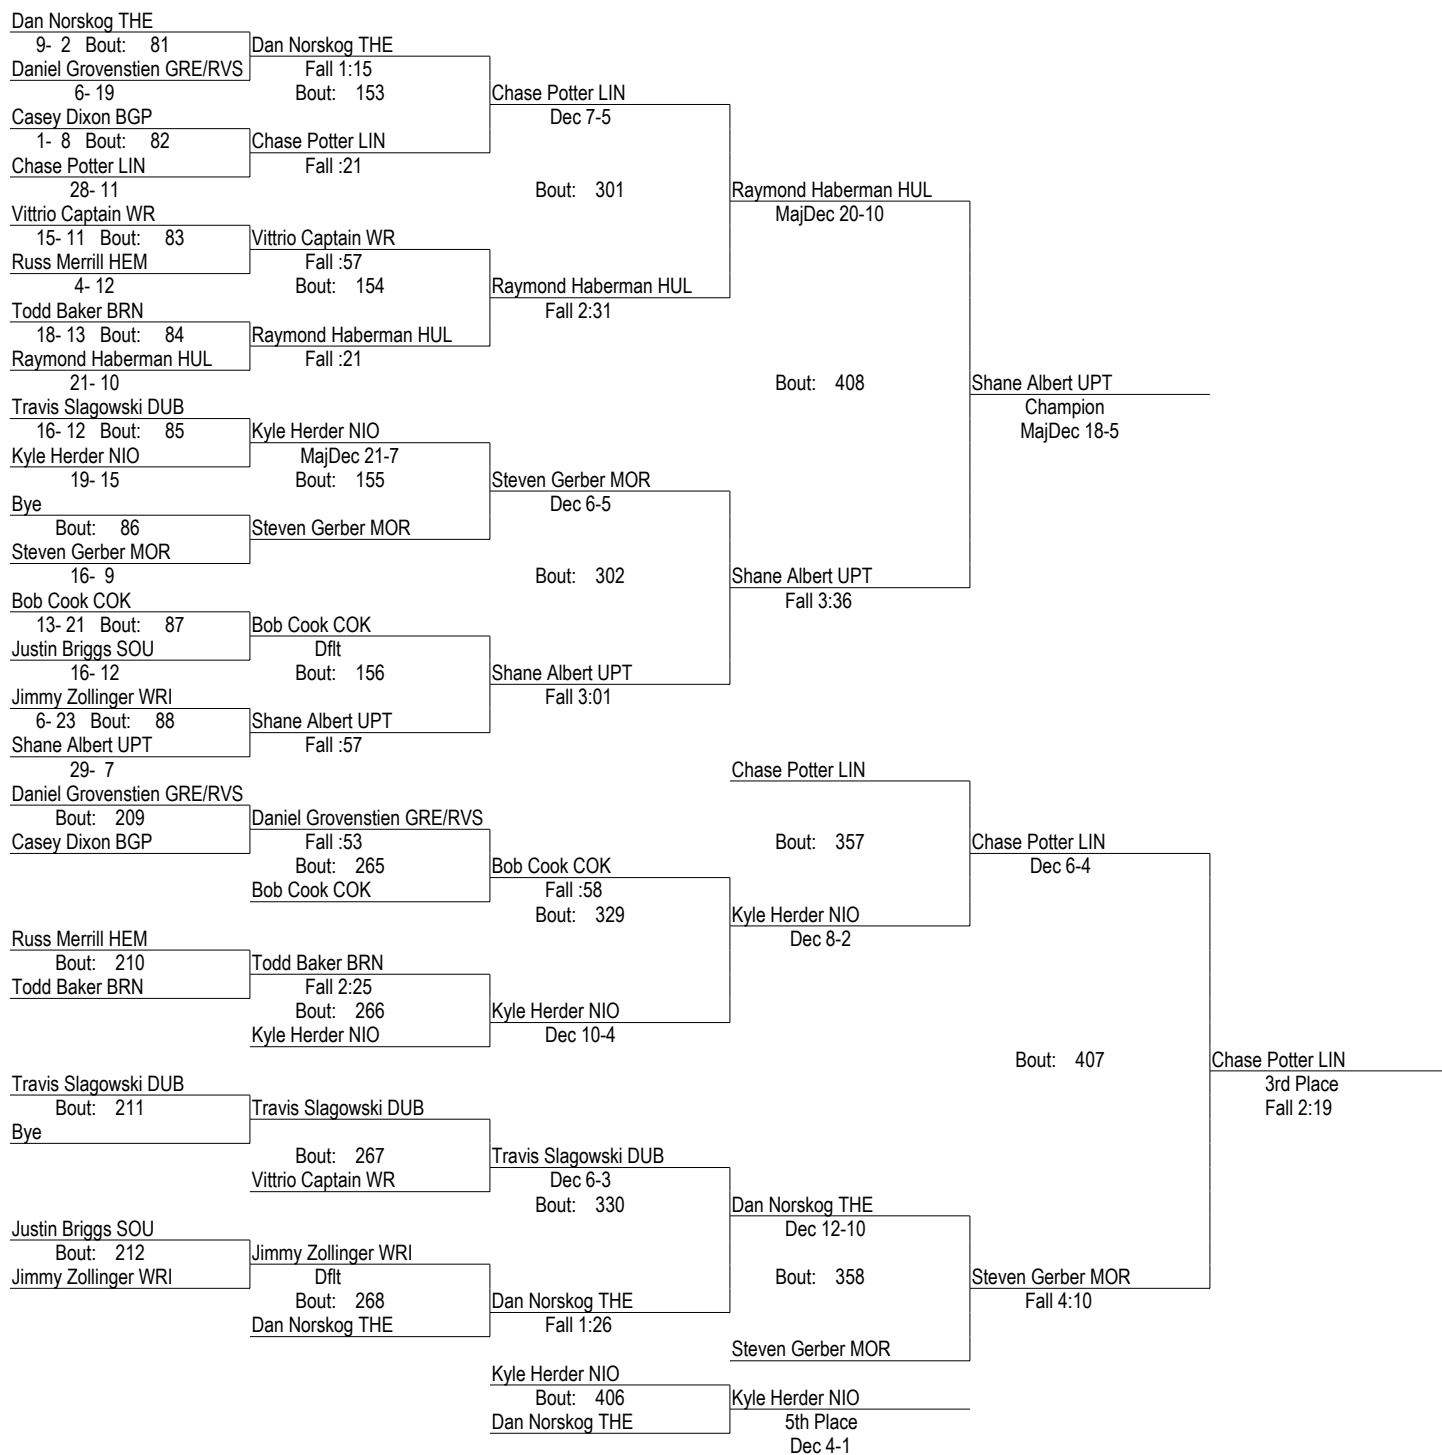 Dan Norskog THE
9- 2 Bout: 81 Dan Norskog THE
Daniel Grovenstien GRE/RVS Fall 1:15
6- 19 Bout: 153 Chase Potter LIN
Casey Dixon BGP Dec 7-5
1- 8 Bout: 82 Chase Potter LIN
Chase Potter LIN Fall :21
28- 11 Bout: 301 Raymond Haberman HUL
Vittrio Captain WR MajDec 20-10
15- 11 Bout: 83 Vittrio Captain WR
Russ Merrill HEM Fall :57
4- 12 Bout: 154 Raymond Haberman HUL
Todd Baker BRN Fall 2:31
18- 13 Bout: 84 Raymond Haberman HUL
Raymond Haberman HUL Fall :21
21- 10 Bout: 408 Shane Albert UPT
Travis Slagowski DUB Champion
16- 12 Bout: 85 Kyle Herder NIO MajDec 18-5
Kyle Herder NIO MajDec 21-7
19- 15 Bout: 155 Steven Gerber MOR
Bye Dec 6-5
Bout: 86 Steven Gerber MOR
Steven Gerber MOR
16- 9 Bout: 302 Shane Albert UPT
Bob Cook COK Fall 3:36
13- 21 Bout: 87 Bob Cook COK
Justin Briggs SOU Dflt
16- 12 Bout: 156 Shane Albert UPT
Jimmy Zollinger WRI Fall 3:01
6- 23 Bout: 88 Shane Albert UPT
Shane Albert UPT Fall :57
29- 7 Chase Potter LIN
Daniel Grovenstien GRE/RVS
Bout: 209 Daniel Grovenstien GRE/RVS
Casey Dixon BGP Fall :53 Bout: 357 Chase Potter LIN
Bout: 265 Bob Cook COK Dec 6-4
Bob Cook COK Fall :58
Bout: 329 Kyle Herder NIO
Russ Merrill HEM Dec 8-2
Bout: 210 Todd Baker BRN
Todd Baker BRN Fall 2:25
Bout: 266 Kyle Herder NIO
Kyle Herder NIO Dec 10-4
Bout: 407 Chase Potter LIN
Travis Slagowski DUB 3rd Place
Bout: 211 Travis Slagowski DUB Fall 2:19
Bye
Bout: 267 Travis Slagowski DUB
Vittrio Captain WR Dec 6-3
Bout: 330 Dan Norskog THE
Justin Briggs SOU Dec 12-10
Bout: 212 Jimmy Zollinger WRI
Jimmy Zollinger WRI Dflt Bout: 358 Steven Gerber MOR
Bout: 268 Dan Norskog THE Fall 4:10
Dan Norskog THE Fall 1:26
Steven Gerber MOR
Kyle Herder NIO
Bout: 406 Kyle Herder NIO
Dan Norskog THE 5th Place
Dec 4-1